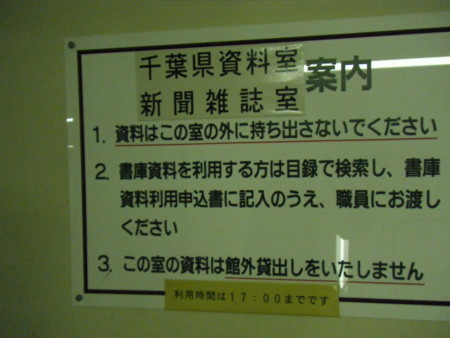 千葉県資料室
新聞雑誌室
案内
1. 資料はこの室の外に持ち出さないでください
2. 書庫資料を利用する方は目録で検索し、書庫
資料利用申込書に記入のうえ、職員にお渡し
ください
3. この室の資料は館外貸出しをいたしません
利用時間は17:00までです